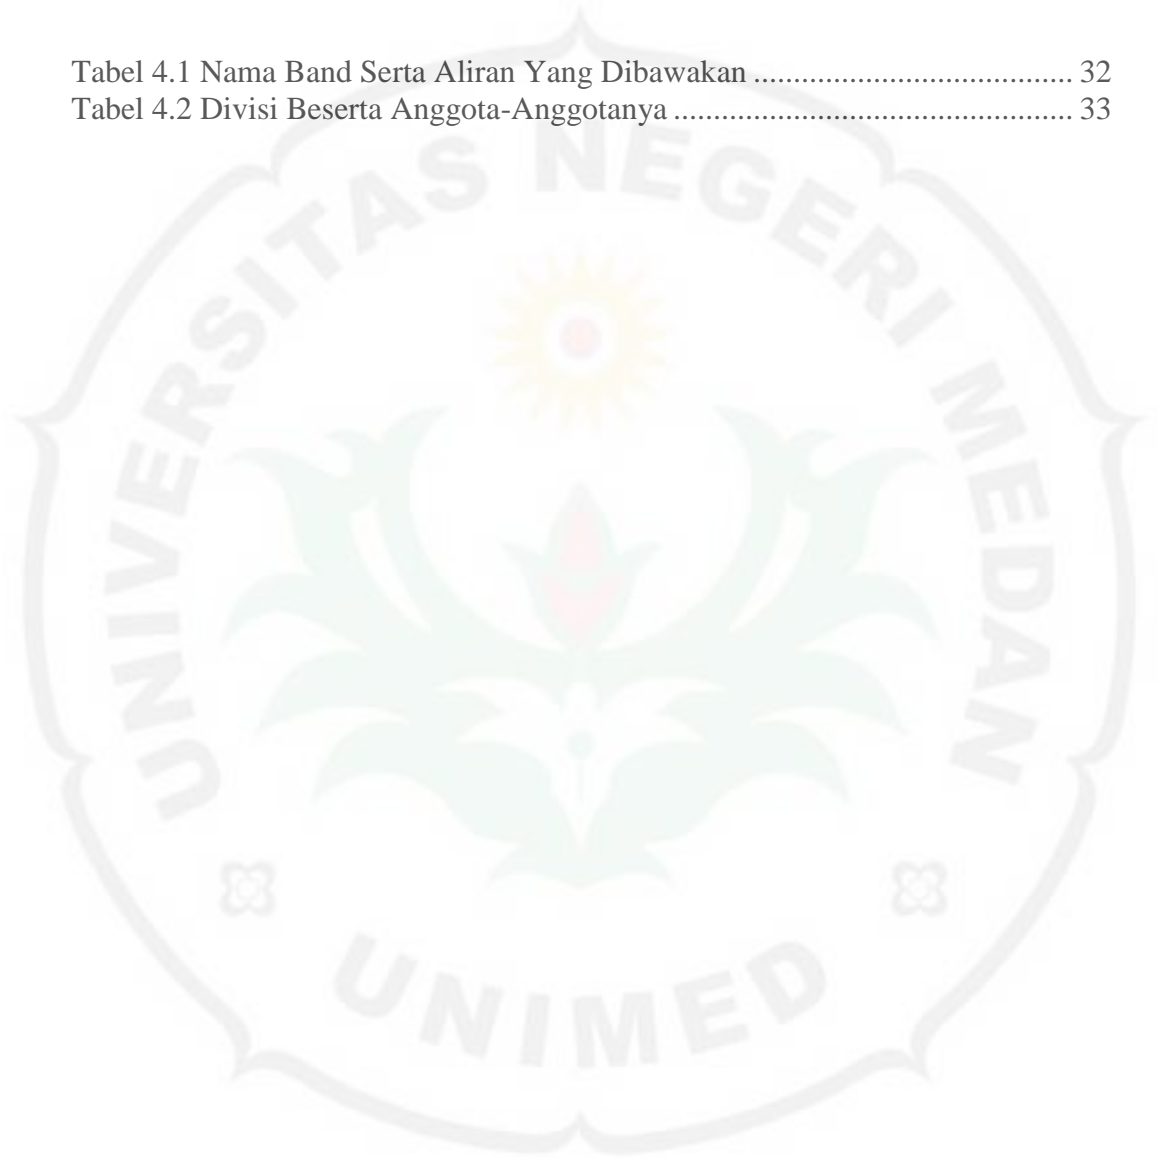 Tabel 4.1 Nama Band Serta Aliran Yang Dibawakan .................................. 32
Tabel 4.2 Divisi Beserta Anggota-Anggotanya .......................................... 33
UNIVERSITAS NEGERI MEDAN
UNIMED